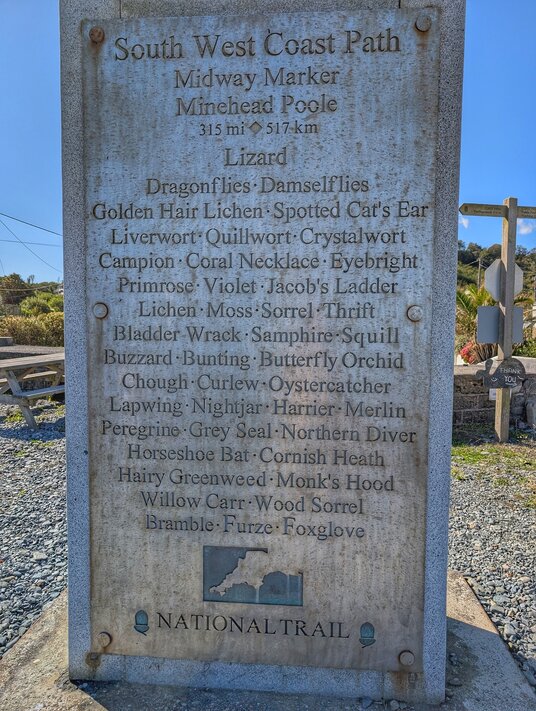 South West Coast Path
Midway Marker
Minehead Poole
315 mi ◇ 517 km
Lizard
Dragonflies · Damselflies
Golden Hair Lichen · Spotted Cat's Ear
Liverwort · Quillwort · Crystalwort
Campion · Coral Necklace · Eyebright
Primrose · Violet · Jacob's Ladder
Lichen · Moss · Sorrel · Thrift
Bladder Wrack · Samphire · Squill
Buzzard · Bunting · Butterfly Orchid
Chough · Curlew · Oystercatcher
Lapwing · Nightjar · Harrier · Merlin
Peregrine · Grey Seal · Northern Diver
Horseshoe Bat · Cornish Heath
Hairy Greenweed · Monk's Hood
Willow Carr · Wood Sorrel
Bramble · Furze · Foxglove
NATIONAL TRAIL
THANK
YOU